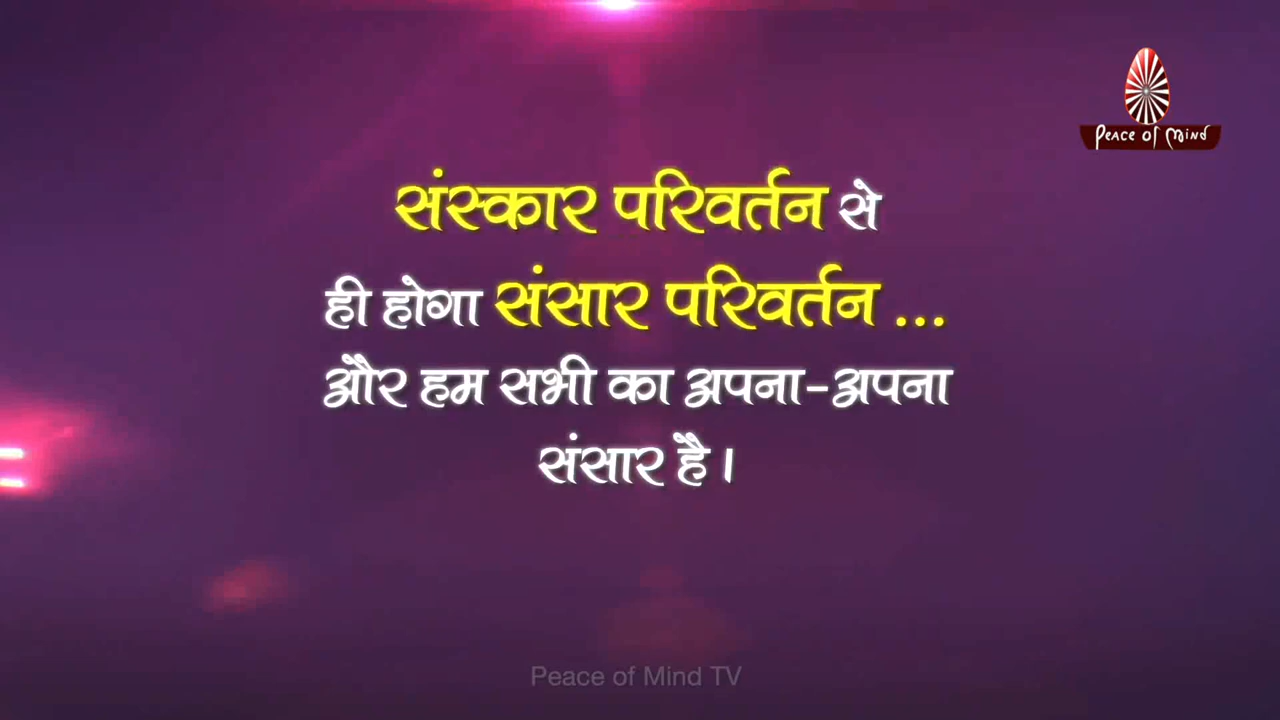 Peace of Mind
संस्कार परिवर्तन से
ही होगा संसार परिवर्तन ...
और हम सभी का अपना-अपना
संसार है।
Peace of Mind TV